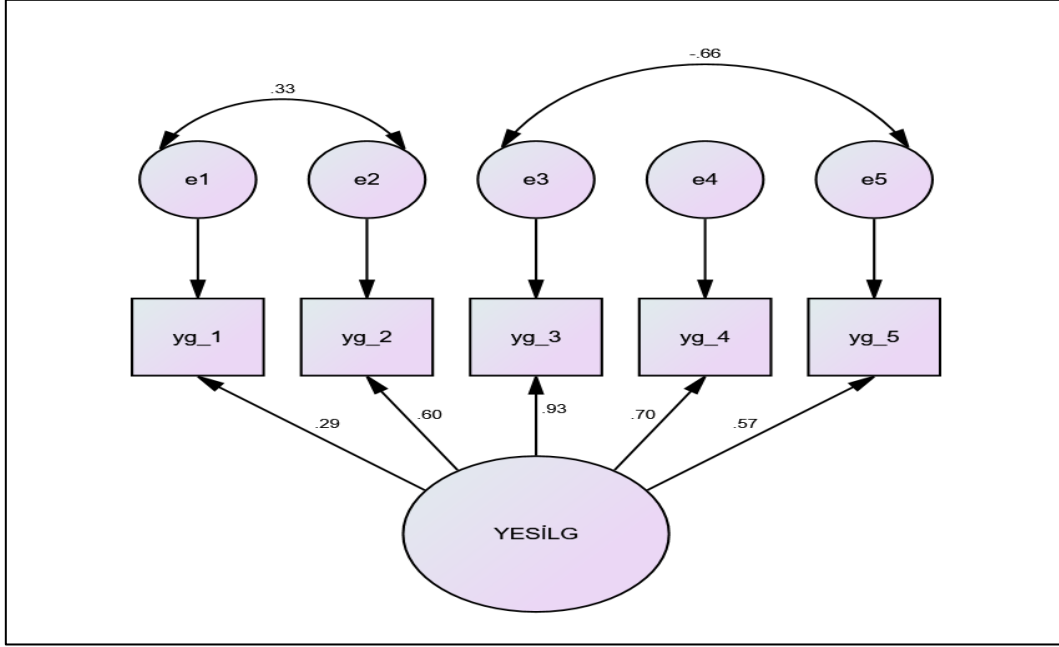 -.66
.33
e1 e2 e3 e4 e5
yg_1 yg_2 yg_3 yg_4 yg_5
.29 .60 .93 .70 .57
YESİLG